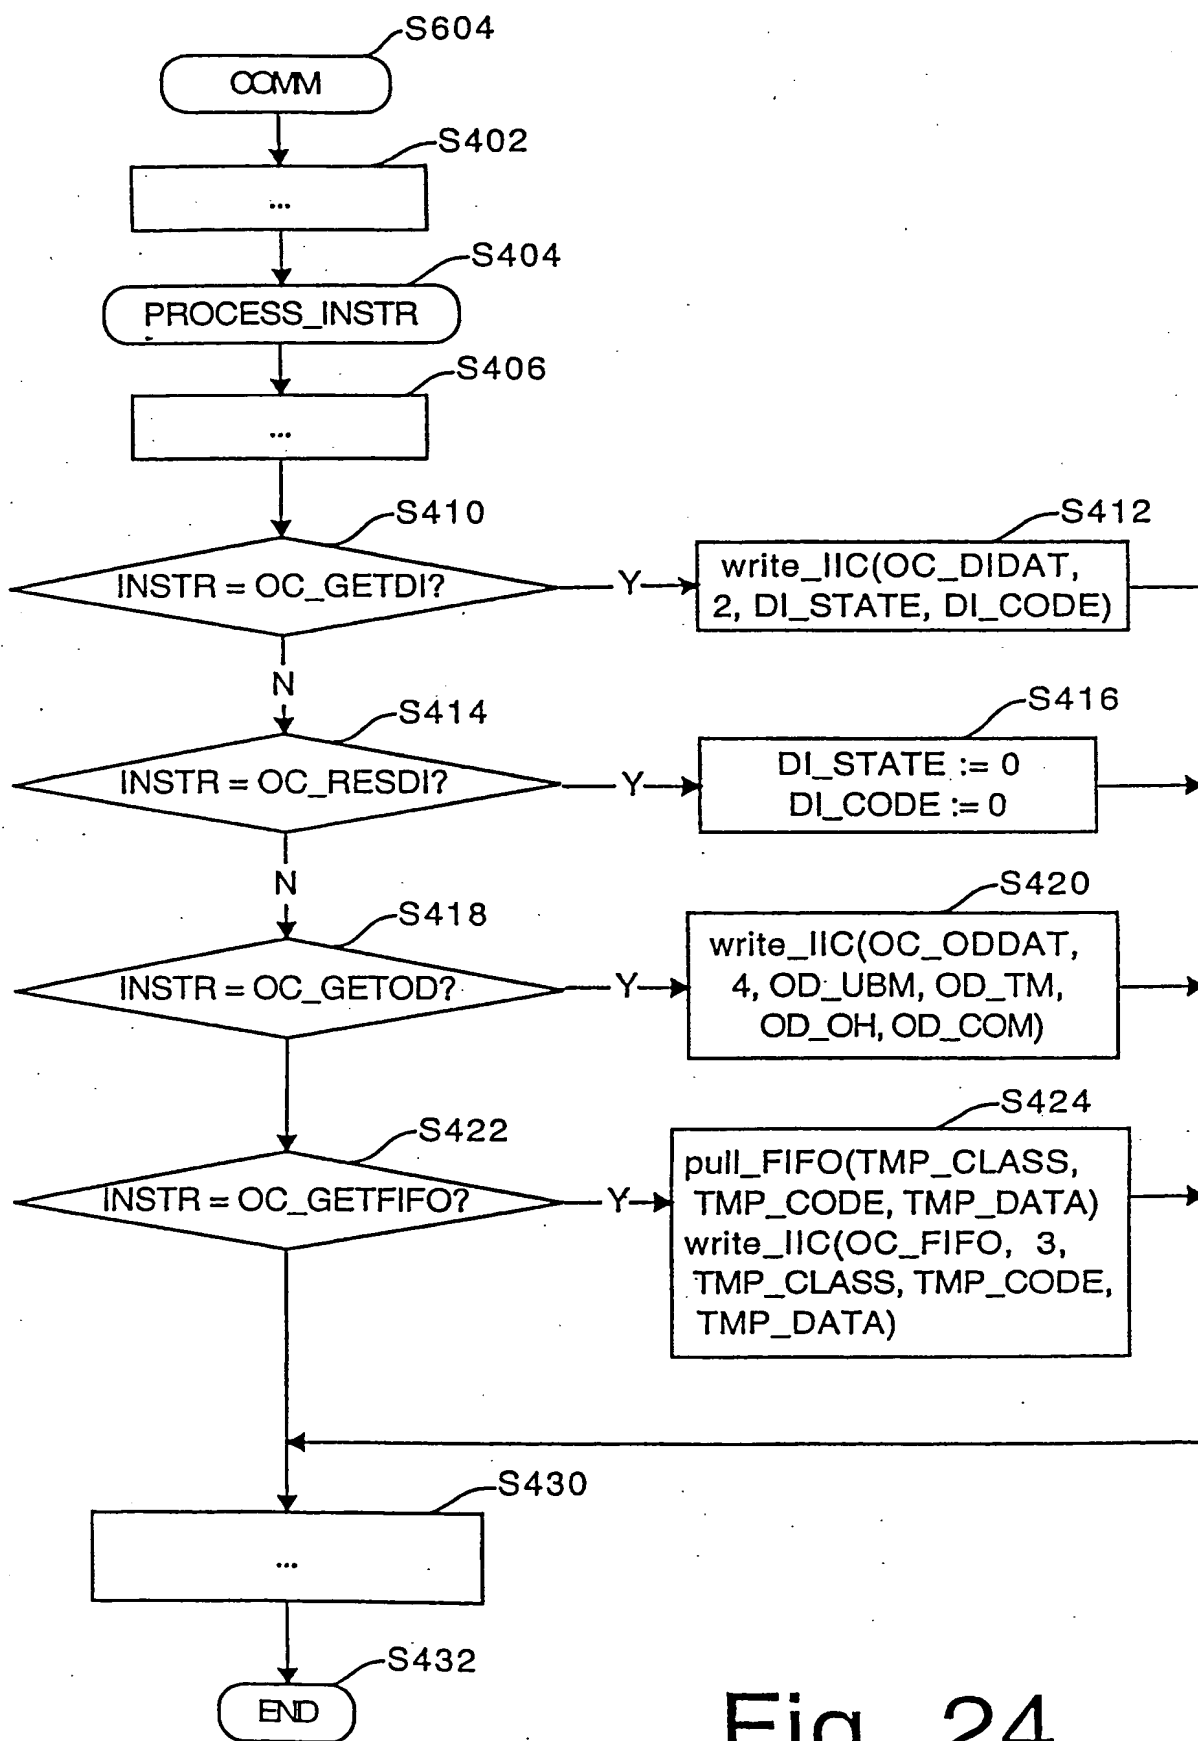 S604
COMM
S402
...
S404
PROCESS_INSTR
S406
...
S410
INSTR = OC_GETDI?
Y
S412
write_IIC(OC_DIDAT,
2, DI_STATE, DI_CODE)
N
S414
INSTR = OC_RESDI?
Y
S416
DI_STATE := 0
DI_CODE := 0
N
S418
INSTR = OC_GETOD?
Y
S420
write_IIC(OC_ODDAT,
4, OD_UBM, OD_TM,
OD_OH, OD_COM)
S422
INSTR = OC_GETFIFO?
Y
S424
pull_FIFO(TMP_CLASS,
TMP_CODE, TMP_DATA)
write_IIC(OC_FIFO, 3,
TMP_CLASS, TMP_CODE,
TMP_DATA)
S430
...
S432
END
Fig. 24